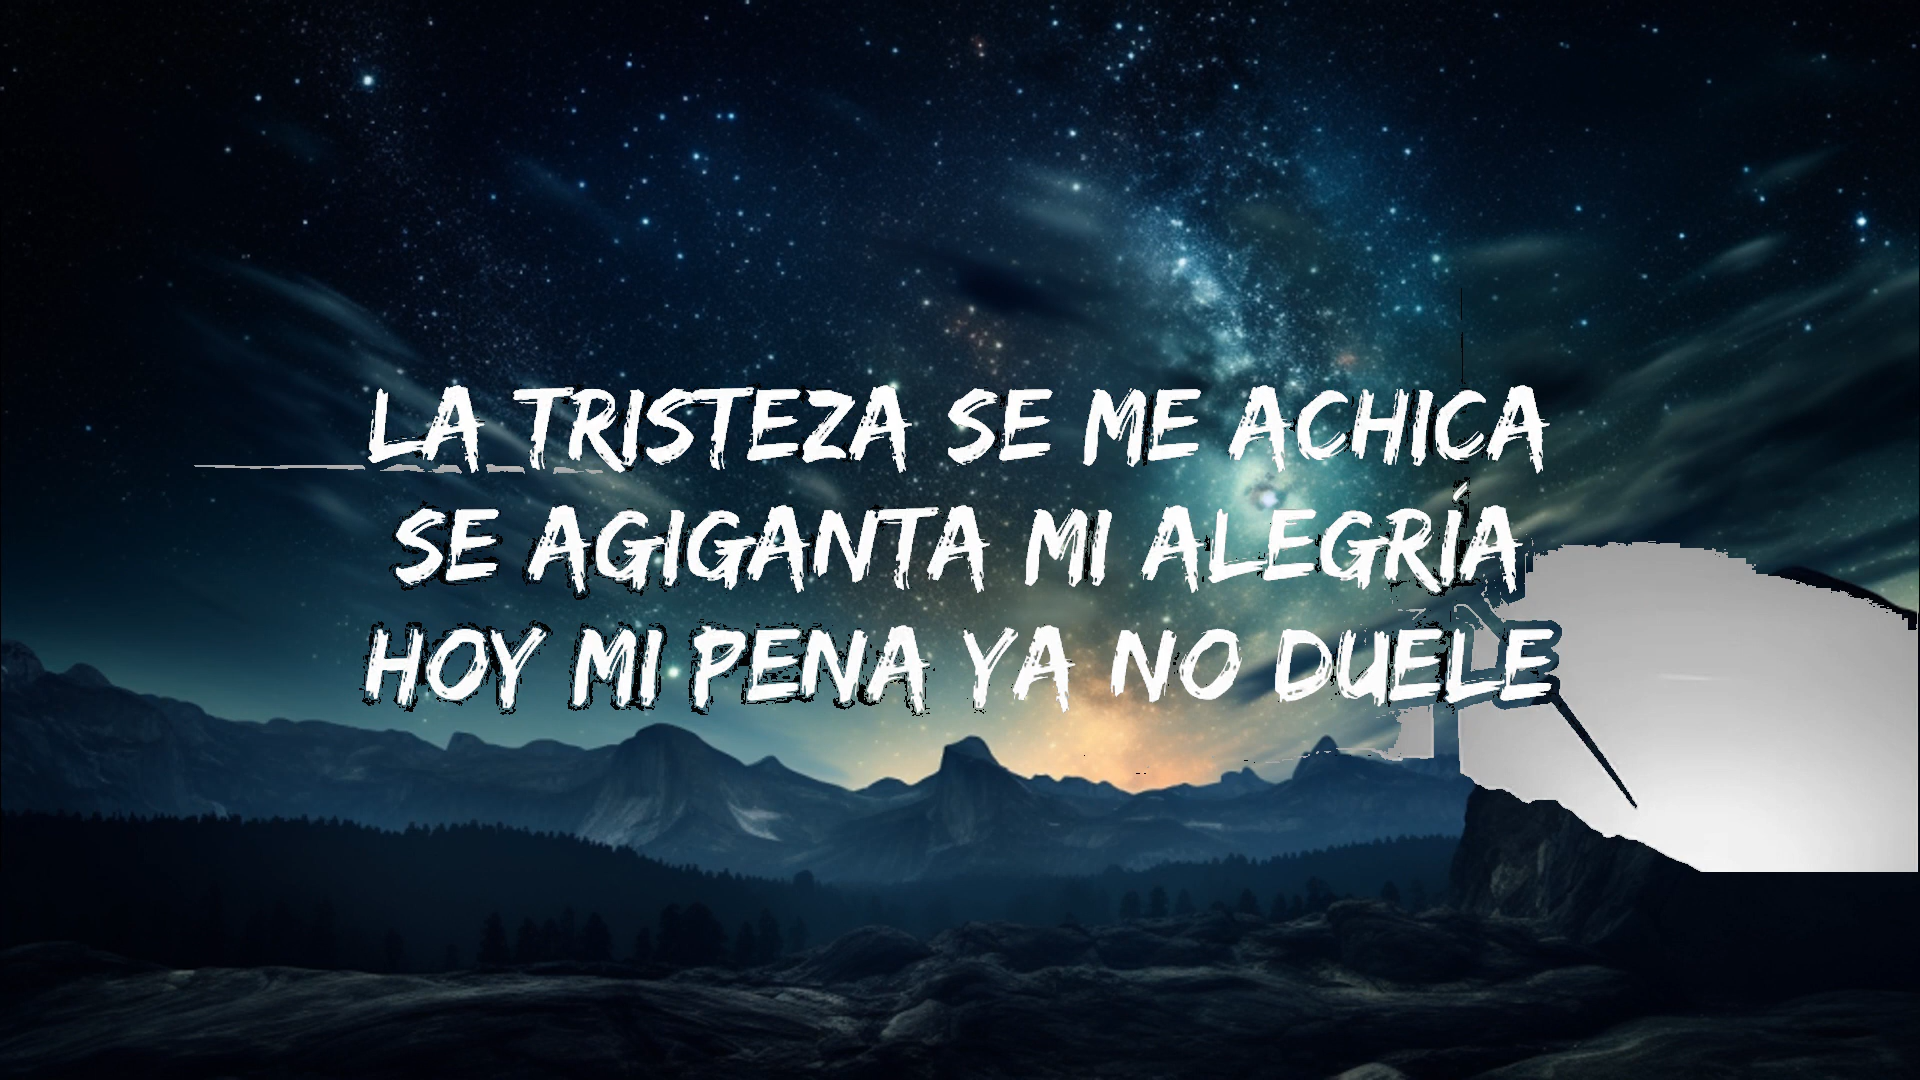 LA TRISTEZA SE ME ACHICA
SE AGIGANTA MI ALEGRÍA
HOY MI PENA YA NO DUELE